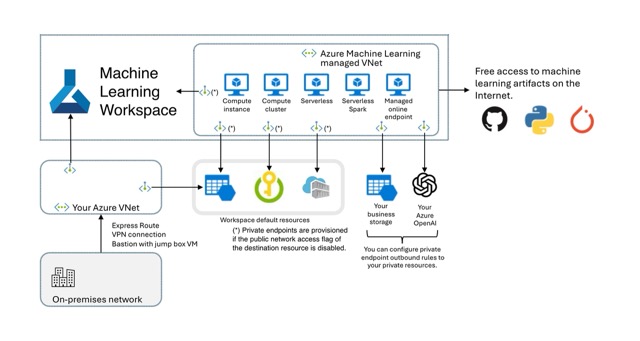 Azure Machine Learning
managed VNet
Machine
Learning
Workspace
(*)
Compute
instance
Compute
cluster
Serverless
Serverless
Spark
Managed
online
endpoint
Free access to machine
learning artifacts on the
Internet.
(*)
(*)
(*)
Your Azure VNet
Express Route
VPN connection
Bastion with jump box VM
Workspace default resources
(*) Private endpoints are provisioned
if the public network access flag of
the destination resource is disabled.
Your
business
storage
Your
Azure
OpenAI
You can configure private
endpoint outbound rules to
your private resources.
On-premises network